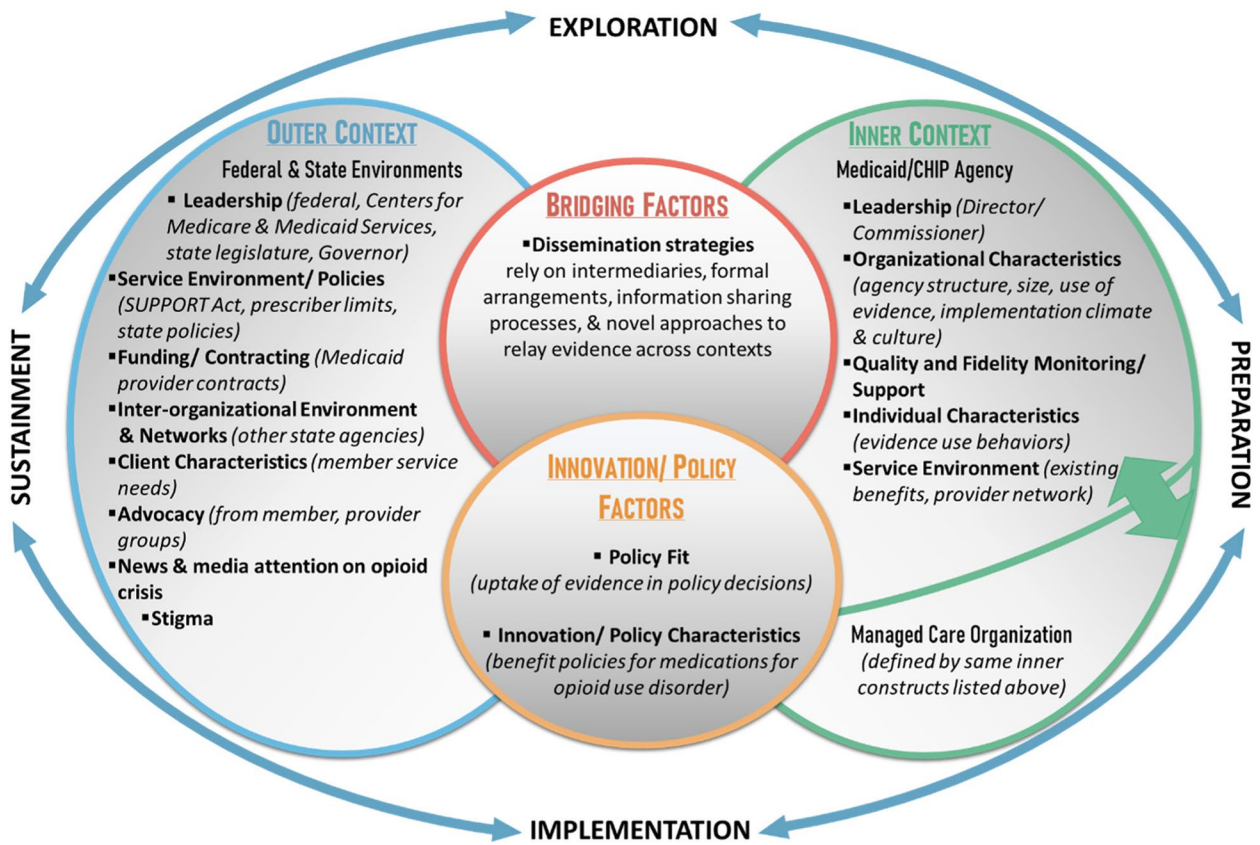 EXPLORATION
OUTER CONTEXT
Federal & State Environments
▪ Leadership (federal, Centers for
Medicare & Medicaid Services,
state legislature, Governor)
▪Service Environment/ Policies
(SUPPORT Act, prescriber limits,
state policies)
▪Funding/ Contracting (Medicaid
provider contracts)
▪Inter-organizational Environment
& Networks (other state agencies)
▪Client Characteristics (member service
needs)
▪Advocacy (from member, provider
groups)
▪News & media attention on opioid
crisis
▪Stigma
BRIDGING FACTORS
▪Dissemination strategies
rely on intermediaries, formal
arrangements, information sharing
processes, & novel approaches to
relay evidence across contexts
INNOVATION/ POLICY
FACTORS
▪ Policy Fit
(uptake of evidence in policy decisions)
▪ Innovation/ Policy Characteristics
(benefit policies for medications for
opioid use disorder)
INNER CONTEXT
Medicaid/CHIP Agency
▪Leadership (Director/
Commissioner)
▪Organizational Characteristics
(agency structure, size, use of
evidence, implementation climate
& culture)
▪Quality and Fidelity Monitoring/
Support
▪Individual Characteristics
(evidence use behaviors)
▪Service Environment (existing
benefits, provider network)
Managed Care Organization
(defined by same inner
constructs listed above)
PREPARATION
IMPLEMENTATION
SUSTAINMENT